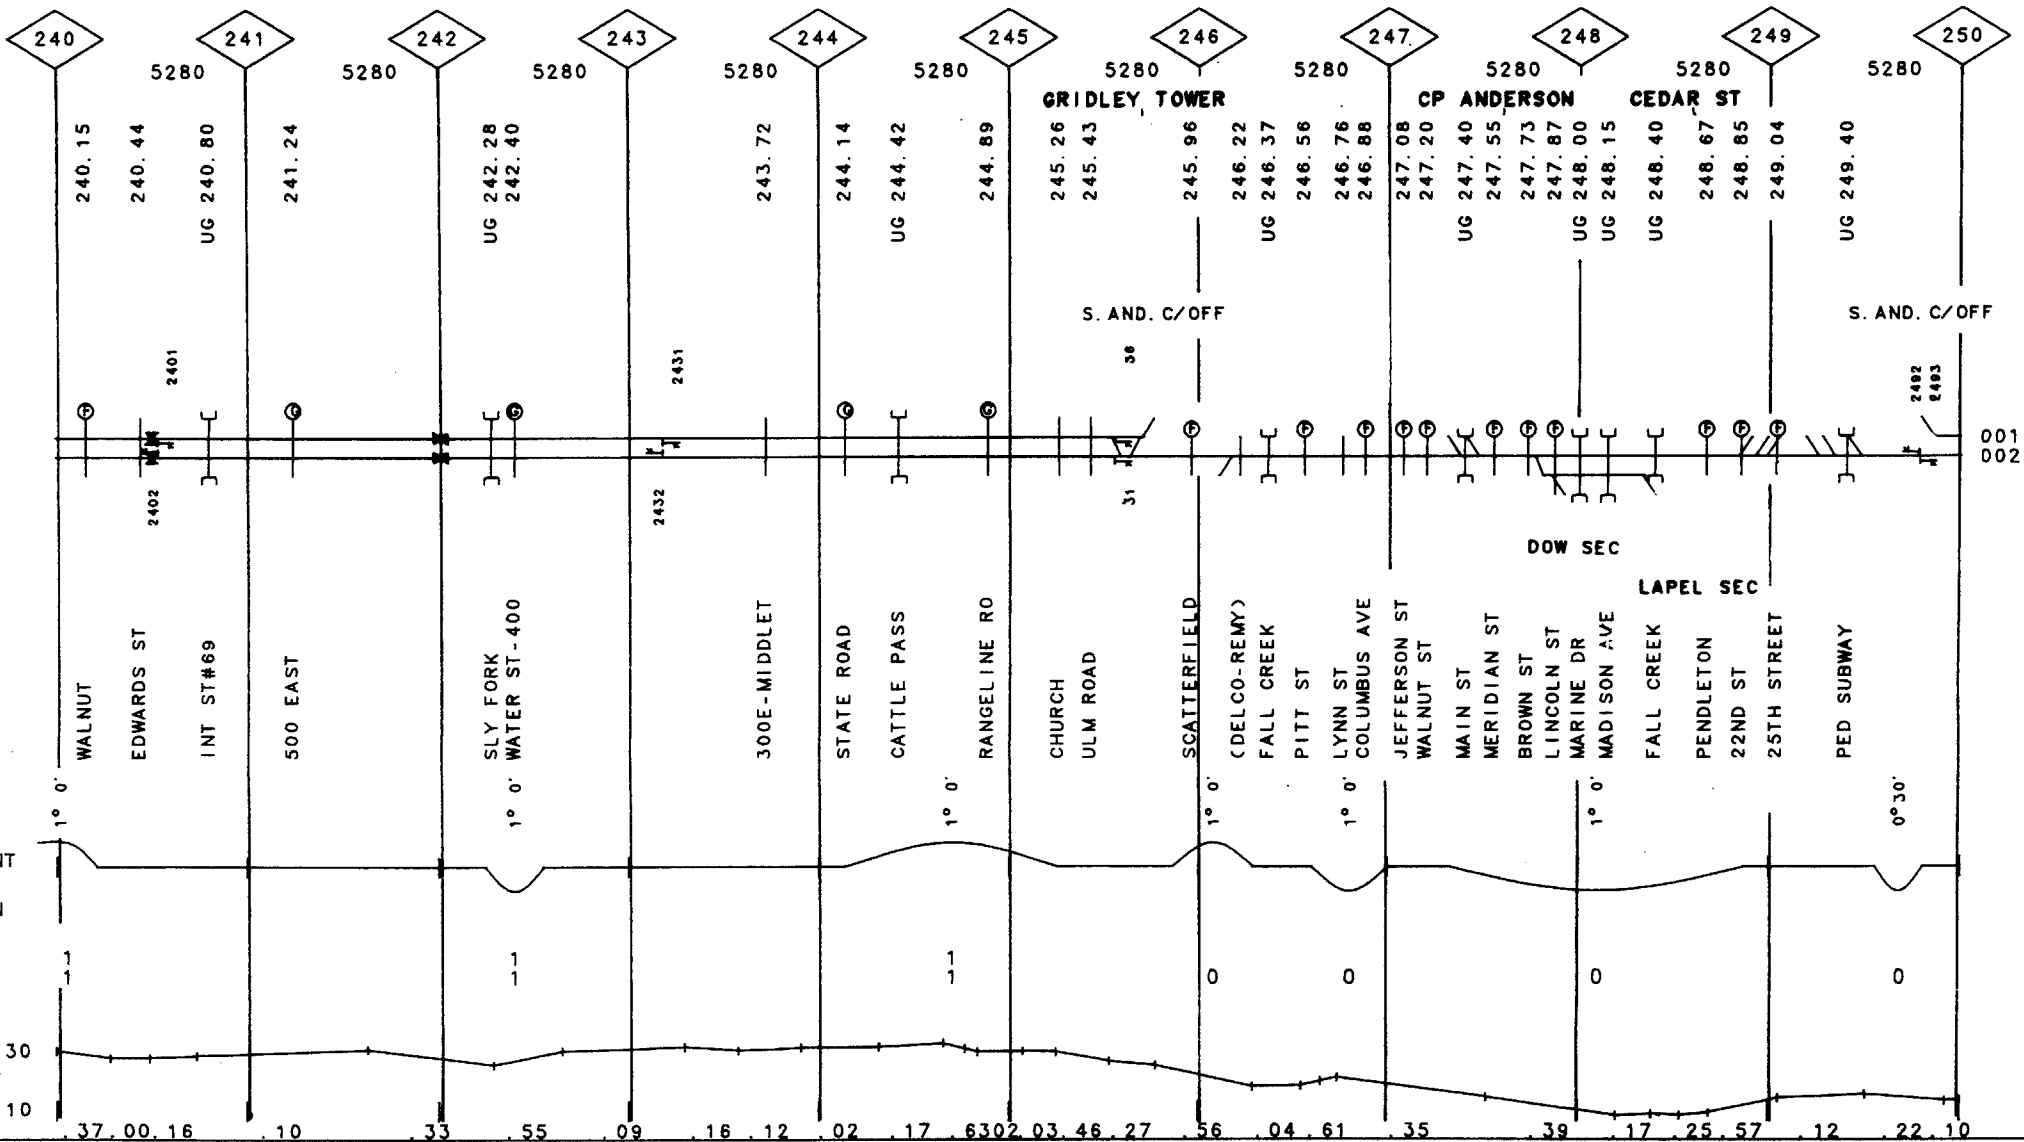 240 241 242 243 244 245 246 247 248 249 250
5280 5280 5280 5280 5280 5280 5280 5280 5280 5280
GRIDLEY TOWER CP ANDERSON CEDAR ST
240.15
240.44
UG 240.80
241.24
UG 242.28
242.40
243.72
244.14
UG 244.42
244.89
245.26
245.43
245.96
246.22
UG 246.37
246.56
246.76
246.88
247.08
247.20
UG 247.40
247.55
247.73
247.87
UG 248.00
UG 248.15
UG 248.40
248.67
248.85
249.04
UG 249.40
S. AND. C/OFF S. AND. C/OFF
2401
2431
36
2492
2493
F G G G G F F F F F F F F F F F
001
002
2402
2432
31
DOW SEC
LAPEL SEC
WALNUT
EDWARDS ST
INT ST#69
500 EAST
SLY FORK
WATER ST-400
300E-MIDDLET
STATE ROAD
CATTLE PASS
RANGELINE RO
CHURCH
ULM ROAD
SCATTERFIELD
(DELCO-REMY)
FALL CREEK
PITT ST
LYNN ST
COLUMBUS AVE
JEFFERSON ST
WALNUT ST
MAIN ST
MERIDIAN ST
BROWN ST
LINCOLN ST
MARINE DR
MADISON AVE
FALL CREEK
PENDLETON
22ND ST
25TH STREET
PED SUBWAY
1° 0' 1° 0' 1° 0' 1° 0' 1° 0' 1° 0' 0°30'
NT
N
1 1 1
1 1 1 0 0 0 0
30
10
.37 .00 .16 .10 .33 .55 .09 .16 .12 .02 .17 .6302 .03 .46 .27 .56 .04 .61 .35 .39 .17 .25 .57 .12 .22 .10